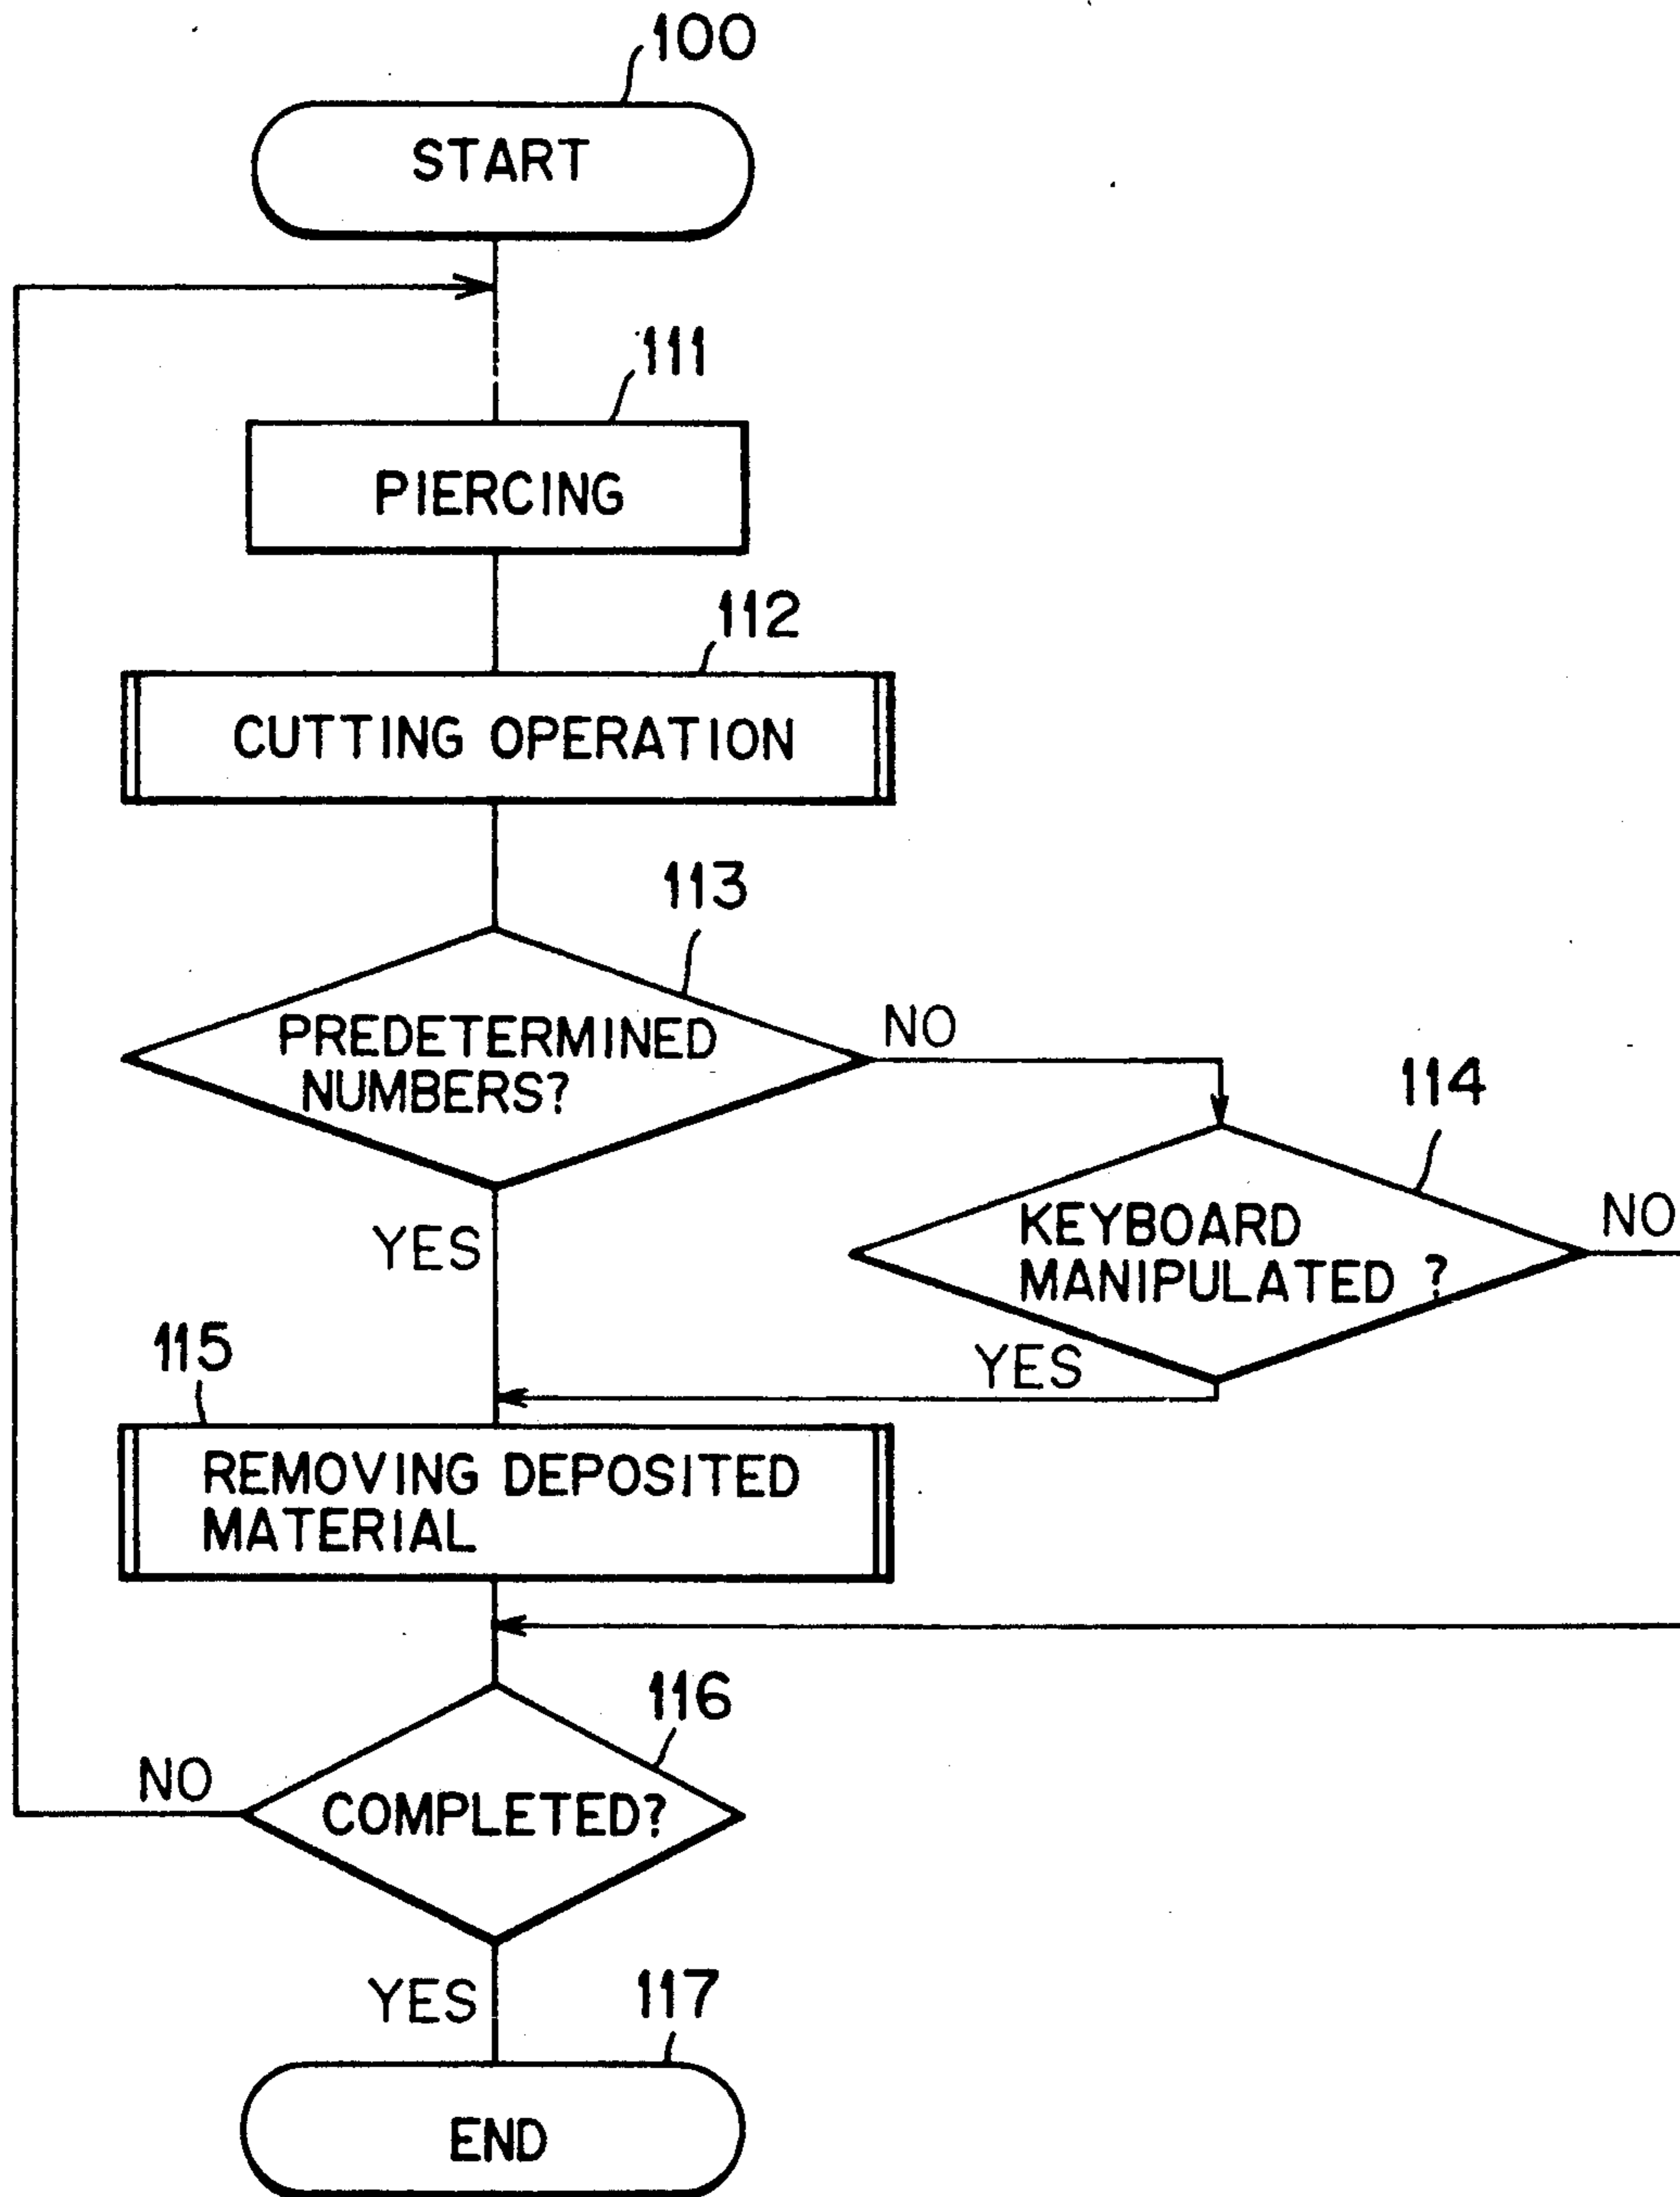 100
START
111
PIERCING
112
CUTTING OPERATION
113
PREDETERMINED
NUMBERS?
NO
114
KEYBOARD
MANIPULATED ?
NO
YES
YES
115
REMOVING DEPOSITED
MATERIAL
116
COMPLETED?
NO
YES
117
END